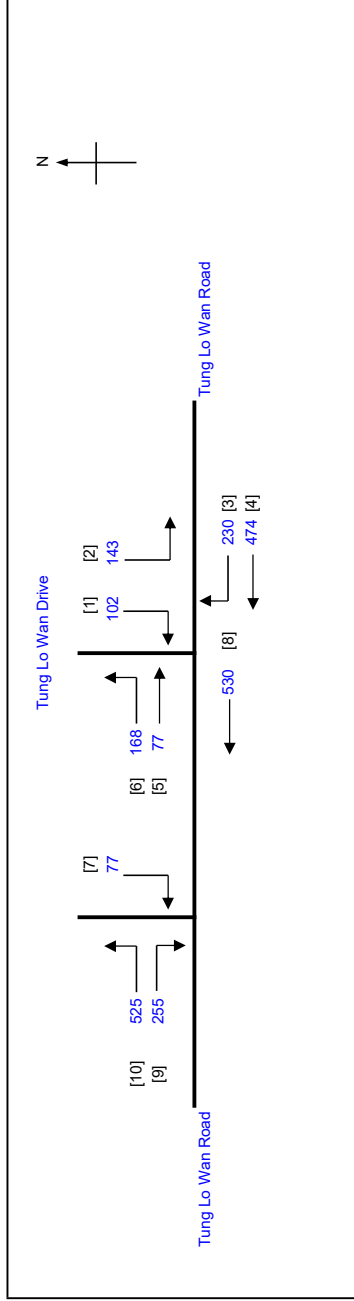 N
Tung Lo Wan Drive
[1] [2]
102 143
[7]
77
[10] 525
[9] 255
[6] 168
[5] 77
Tung Lo Wan Road
Tung Lo Wan Road
530 [8]
230 [3]
474 [4]